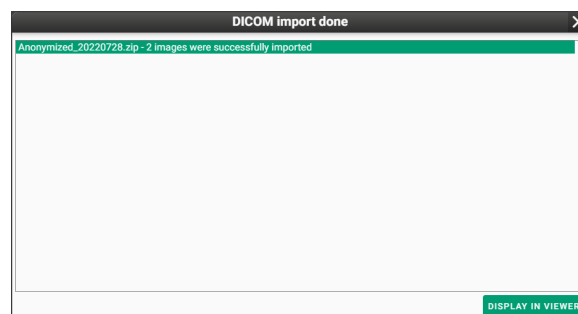 DICOM import done
Anonymized_20220728.zip - 2 images were successfully imported
DISPLAY IN VIEWER